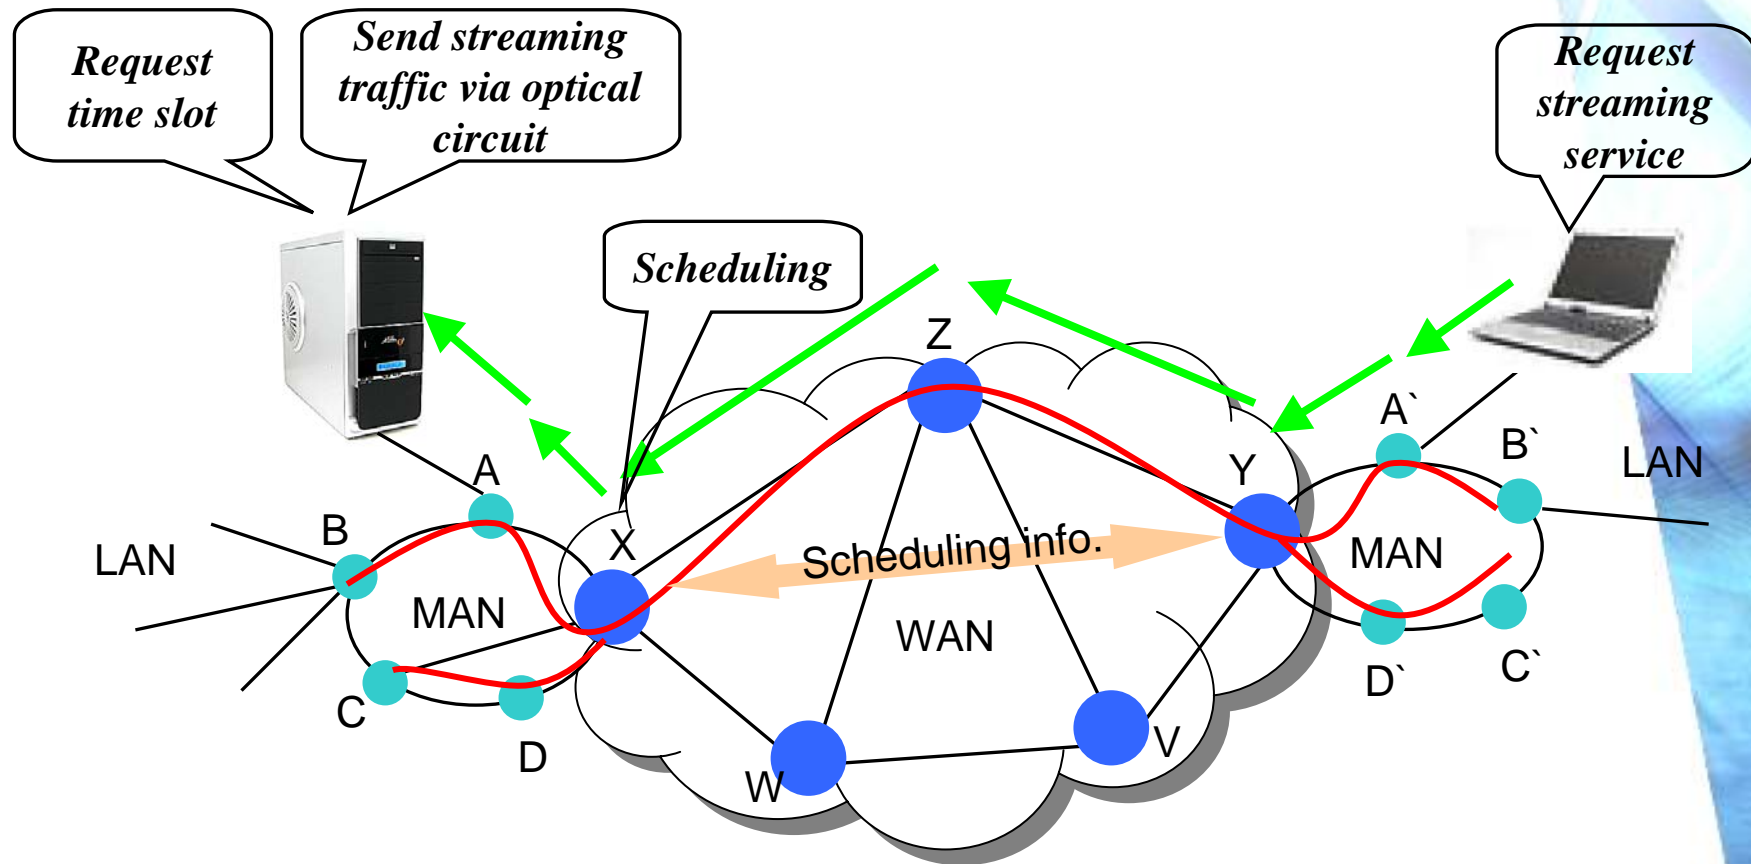 Request
time slot
Send streaming
traffic via optical
circuit
Request
streaming
service
Scheduling
Z
A`
B`
LAN
A
Y
B
X
LAN
Scheduling info.
MAN
MAN
WAN
D`
C`
C
D
V
W